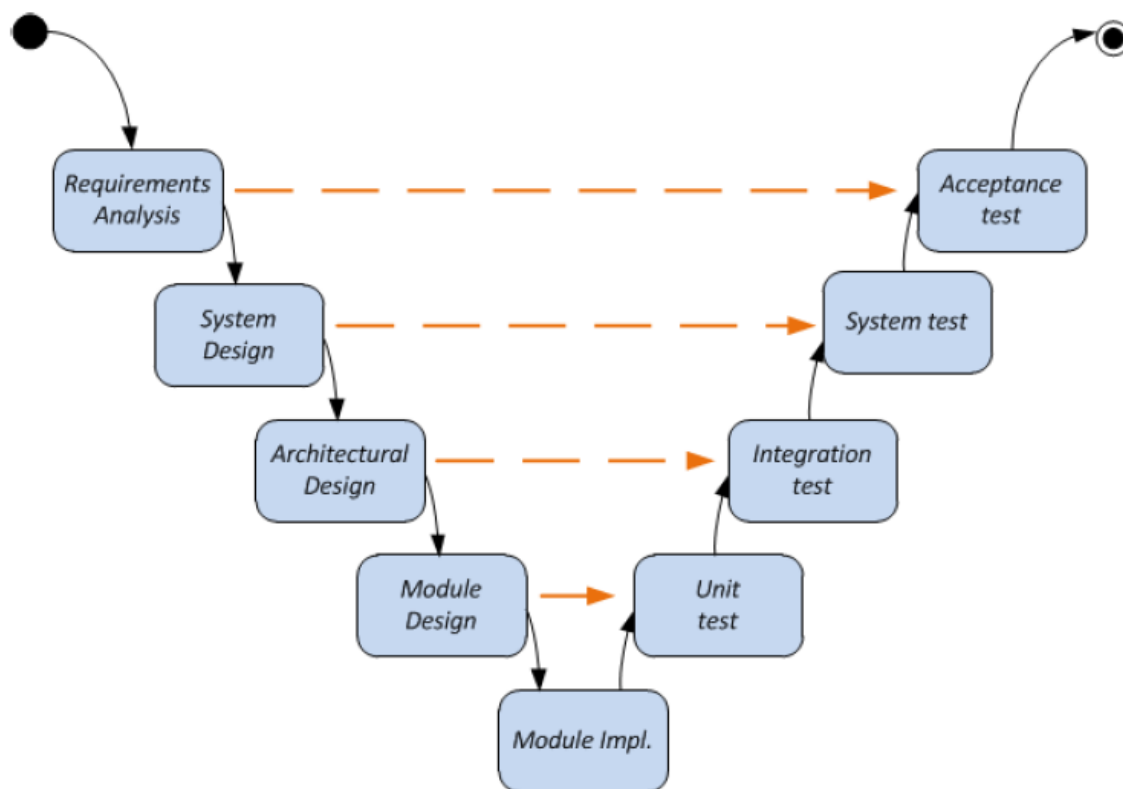 Requirements
Analysis
Acceptance
test
System
Design
System test
Architectural
Design
Integration
test
Module
Design
Unit
test
Module Impl.